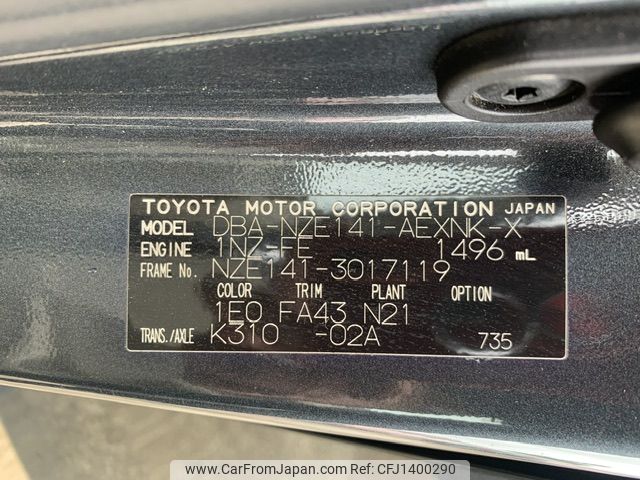 TOYOTA MOTOR CORPORATION JAPAN
MODEL DBA-NZE141-AEXNK-X
ENGINE 1NZ-FE 1496 mL
FRAME No. NZE141-3017119
COLOR TRIM PLANT OPTION
1E0 FA43 N21
TRANS./AXLE K310 -02A 735
www.carfromjapan.com ID: CFJ1400290